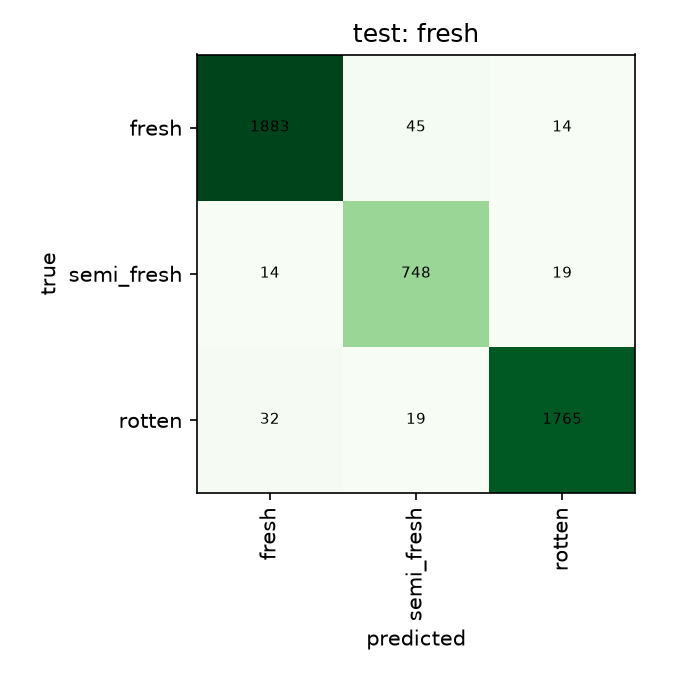 test: fresh
fresh 1883 45 14
semi_fresh 14 748 19
rotten 32 19 1765
true
fresh semi_fresh rotten
predicted